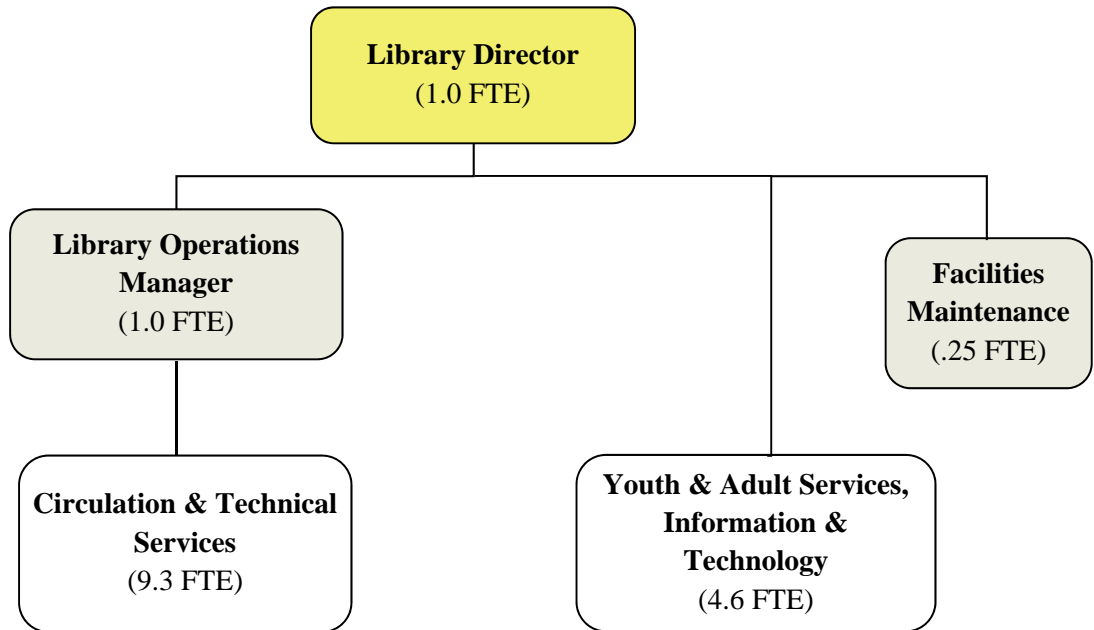 Library Director
(1.0 FTE)
Library Operations
Manager
(1.0 FTE)
Facilities
Maintenance
(.25 FTE)
Circulation & Technical
Services
(9.3 FTE)
Youth & Adult Services,
Information &
Technology
(4.6 FTE)